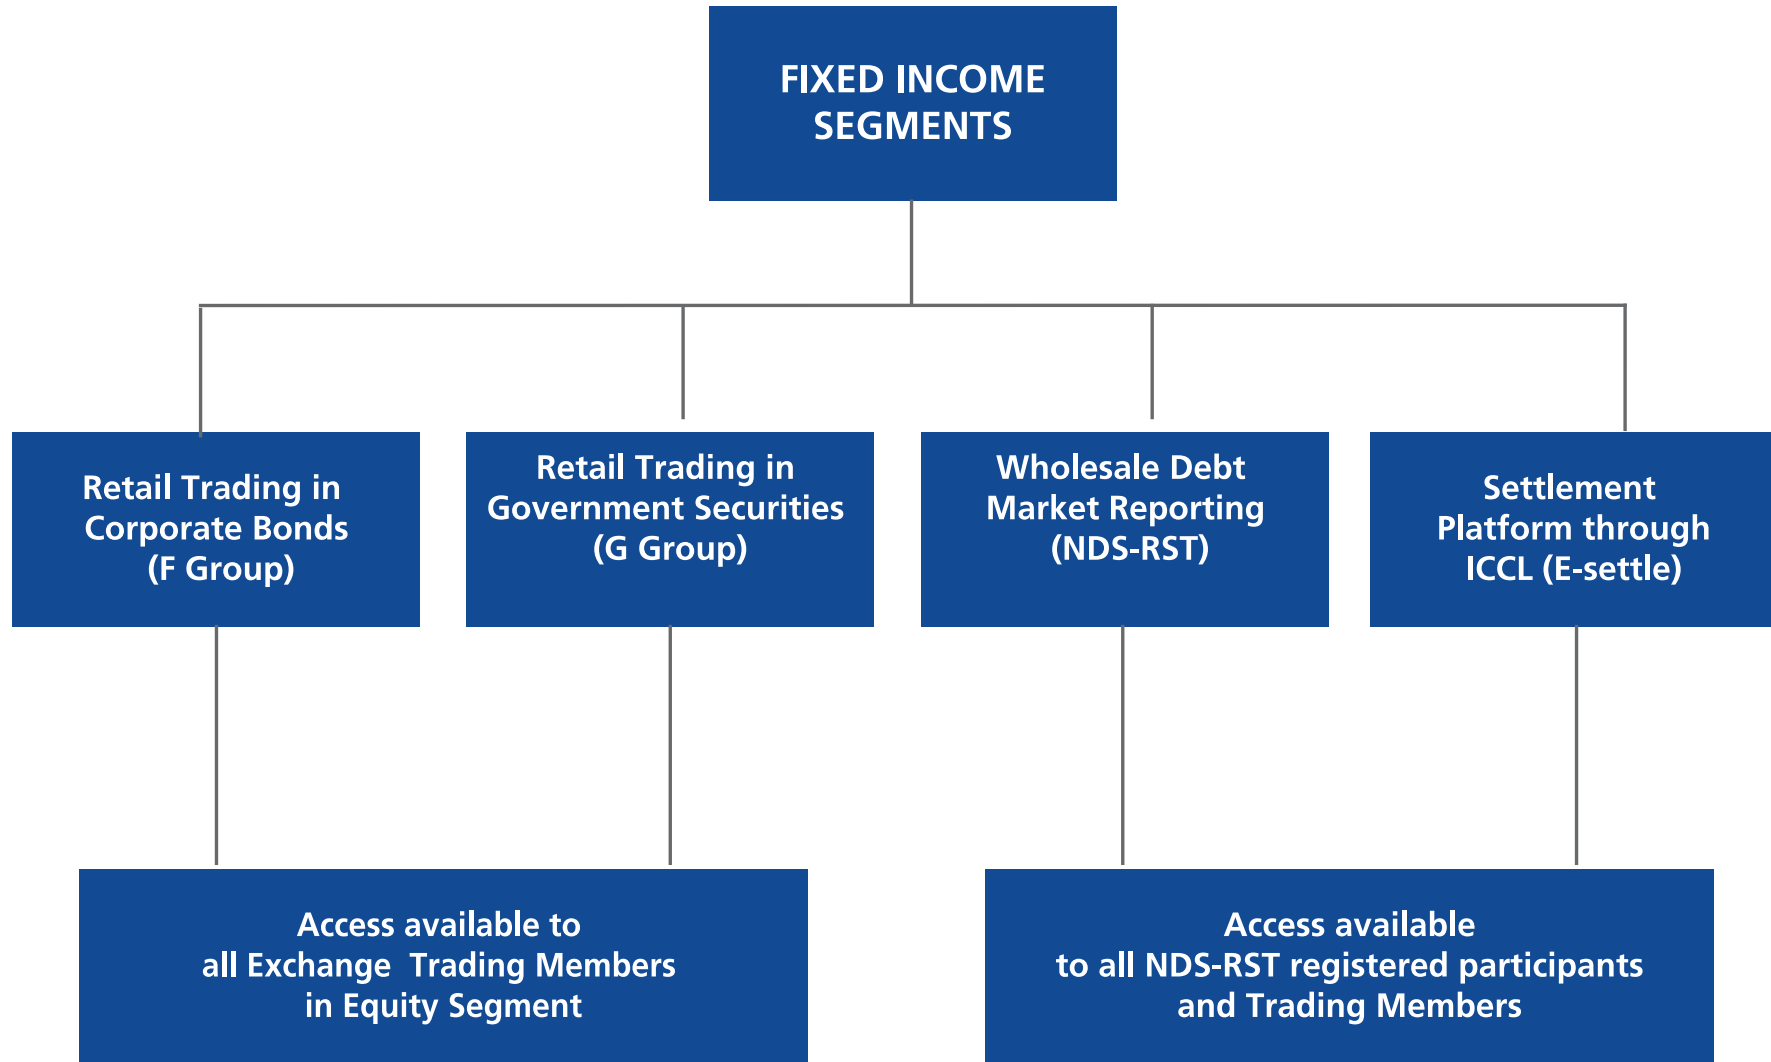 FIXED INCOME
SEGMENTS
Retail Trading in
Corporate Bonds
(F Group)
Retail Trading in
Government Securities
(G Group)
Wholesale Debt
Market Reporting
(NDS-RST)
Settlement
Platform through
ICCL (E-settle)
Access available to
all Exchange Trading Members
in Equity Segment
Access available
to all NDS-RST registered participants
and Trading Members